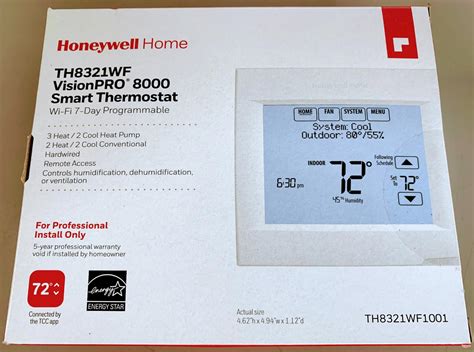 Honeywell Home
TH8321WF
VisionPRO® 8000
Smart Thermostat
Wi-Fi 7-Day Programmable
3 Heat / 2 Cool Heat Pump
2 Heat / 2 Cool Conventional
Hardwired
Remote Access
Controls humidification, dehumidification,
or ventilation
For Professional
Install Only
5-year professional warranty
void if installed by homeowner
72°
Connected by
the TCC app
energy
ENERGY STAR
HOME FAN SYSTEM MENU
System: Cool
Outdoor: 80°/55%
INDOOR 72°
6:30 pm
45% Humidity
Following
Schedule
Set
To 72°
Actual size
4.62"h x 4.94"w x 1.12"d
TH8321WF1001